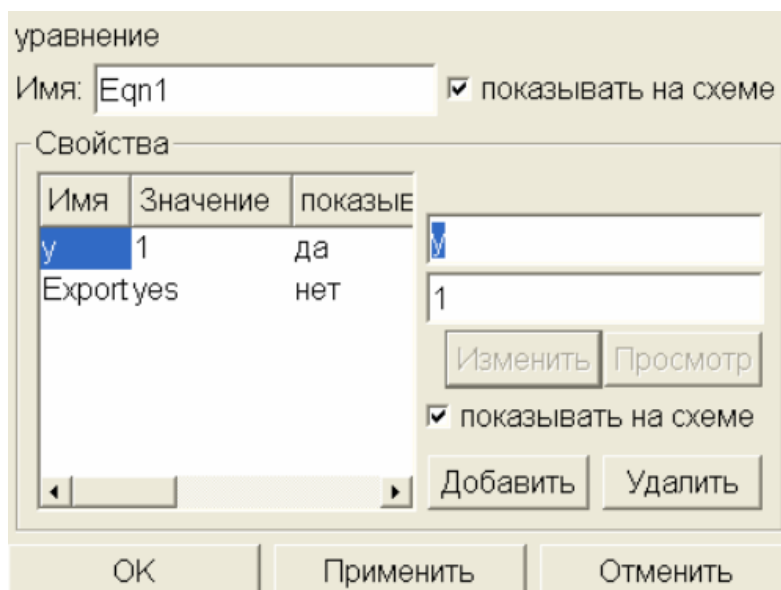 уравнение
Имя: Eqn1 показывать на схеме
Свойства
Имя Значение показыв
y 1 да
Export yes нет
y
1
Изменить Просмотр
показывать на схеме
Добавить Удалить
OK Применить Отменить